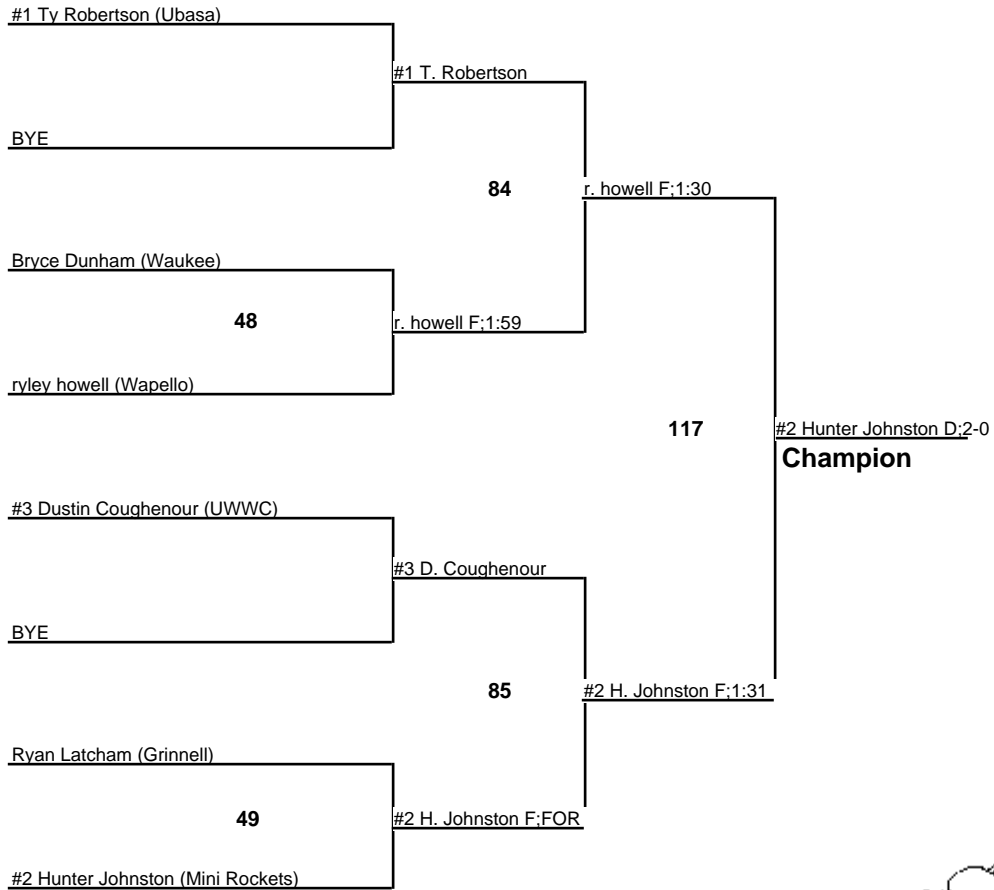 #1 Ty Robertson (Ubasa)
#1 T. Robertson
BYE
84
r. howell F;1:30
Bryce Dunham (Waukee)
48
r. howell F;1:59
ryley howell (Wapello)
117
#2 Hunter Johnston D;2-0
Champion
#3 Dustin Coughenour (UWWC)
#3 D. Coughenour
BYE
85
#2 H. Johnston F;1:31
Ryan Latcham (Grinnell)
49
#2 H. Johnston F;FOR
#2 Hunter Johnston (Mini Rockets)